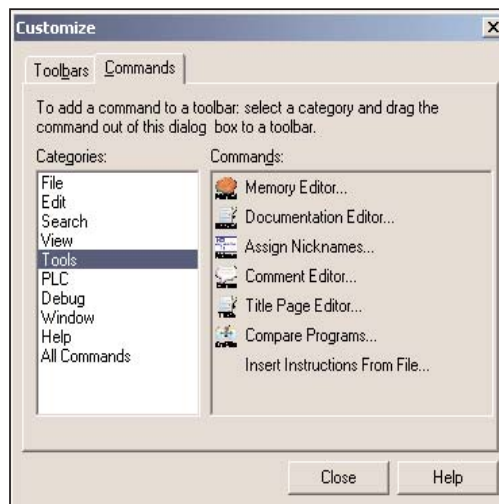 Customize
Toolbars
Commands
To add a command to a toolbar: select a category and drag the
command out of this dialog box to a toolbar.
Categories:
File
Edit
Search
View
Tools
PLC
Debug
Window
Help
All Commands
Commands:
Memory Editor...
Documentation Editor...
Assign Nicknames...
Comment Editor...
Title Page Editor...
Compare Programs...
Insert Instructions From File...
Close
Help